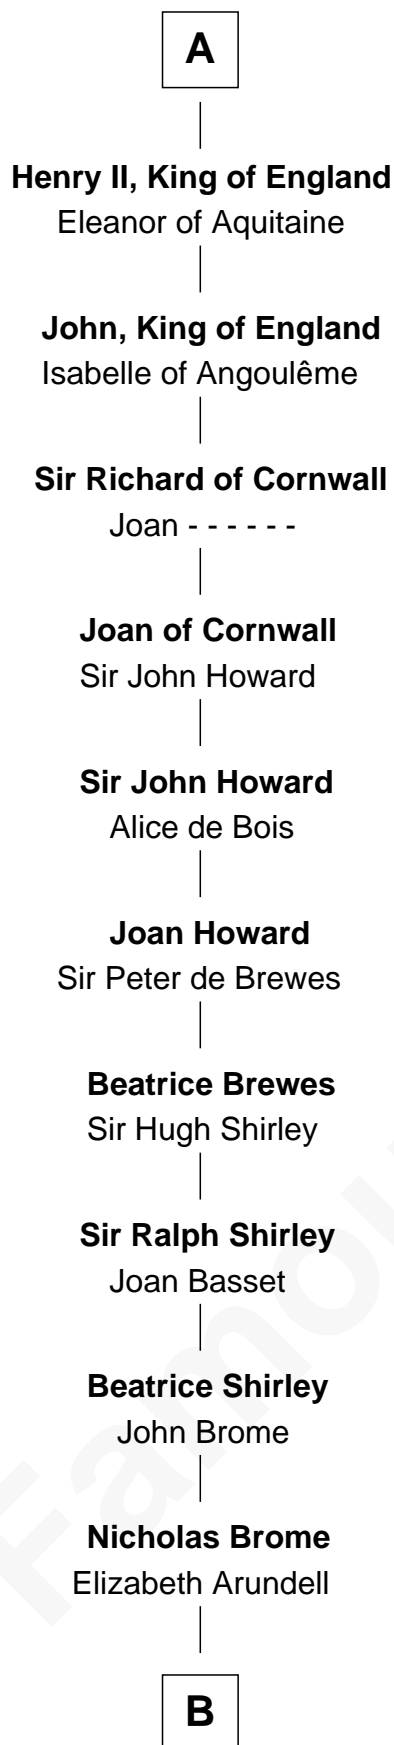 A
Henry II, King of England
Eleanor of Aquitaine
John, King of England
Isabelle of Angoulême
Sir Richard of Cornwall
Joan - - - - - -
Joan of Cornwall
Sir John Howard
Sir John Howard
Alice de Bois
Joan Howard
Sir Peter de Brewes
Beatrice Brewes
Sir Hugh Shirley
Sir Ralph Shirley
Joan Basset
Beatrice Shirley
John Brome
Nicholas Brome
Elizabeth Arundell
B